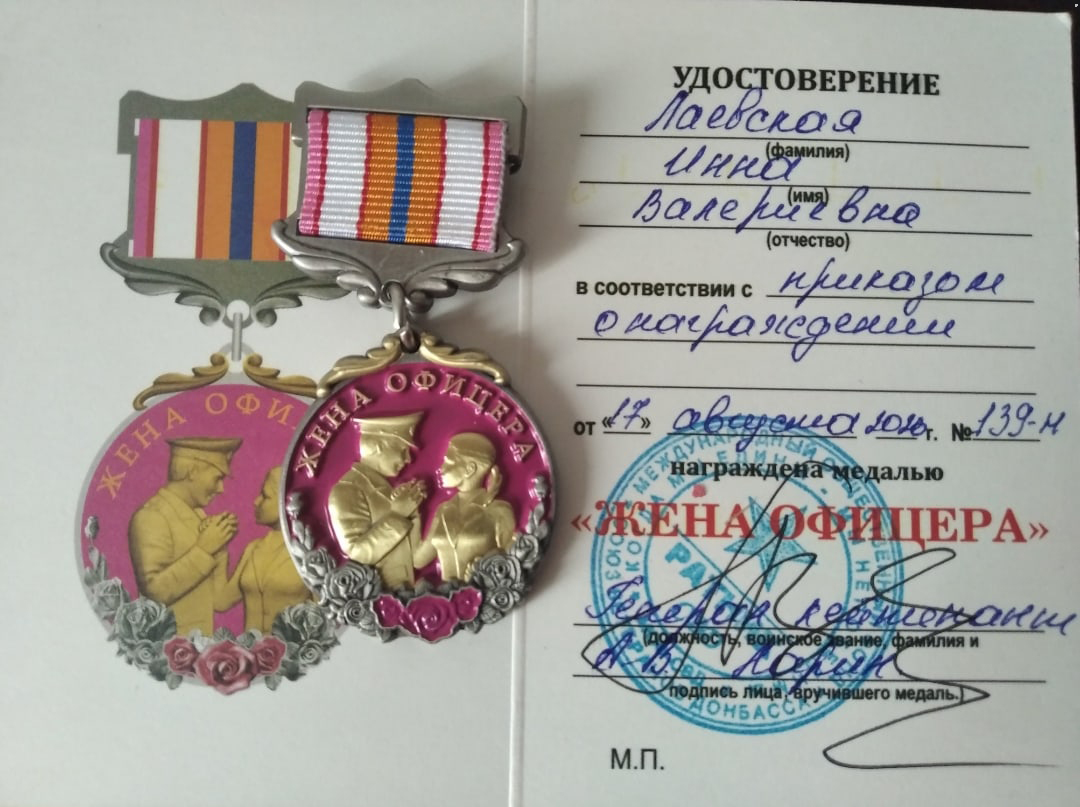 ЖЕНА ОФИ
ЖЕНА ОФИЦЕРА
УДОСТОВЕРЕНИЕ
Лаевская
(фамилия)
Инна
(имя)
Валериевна
(отчество)
в соответствии с приказом
о награждении
от «17» августа 2020 г. № 139-н
награждена медалью
«ЖЕНА ОФИЦЕРА»
Генерал лейтенант
(должность, воинское звание, фамилия и
А.В.
подпись лица, вручившего медаль.)
М.П.